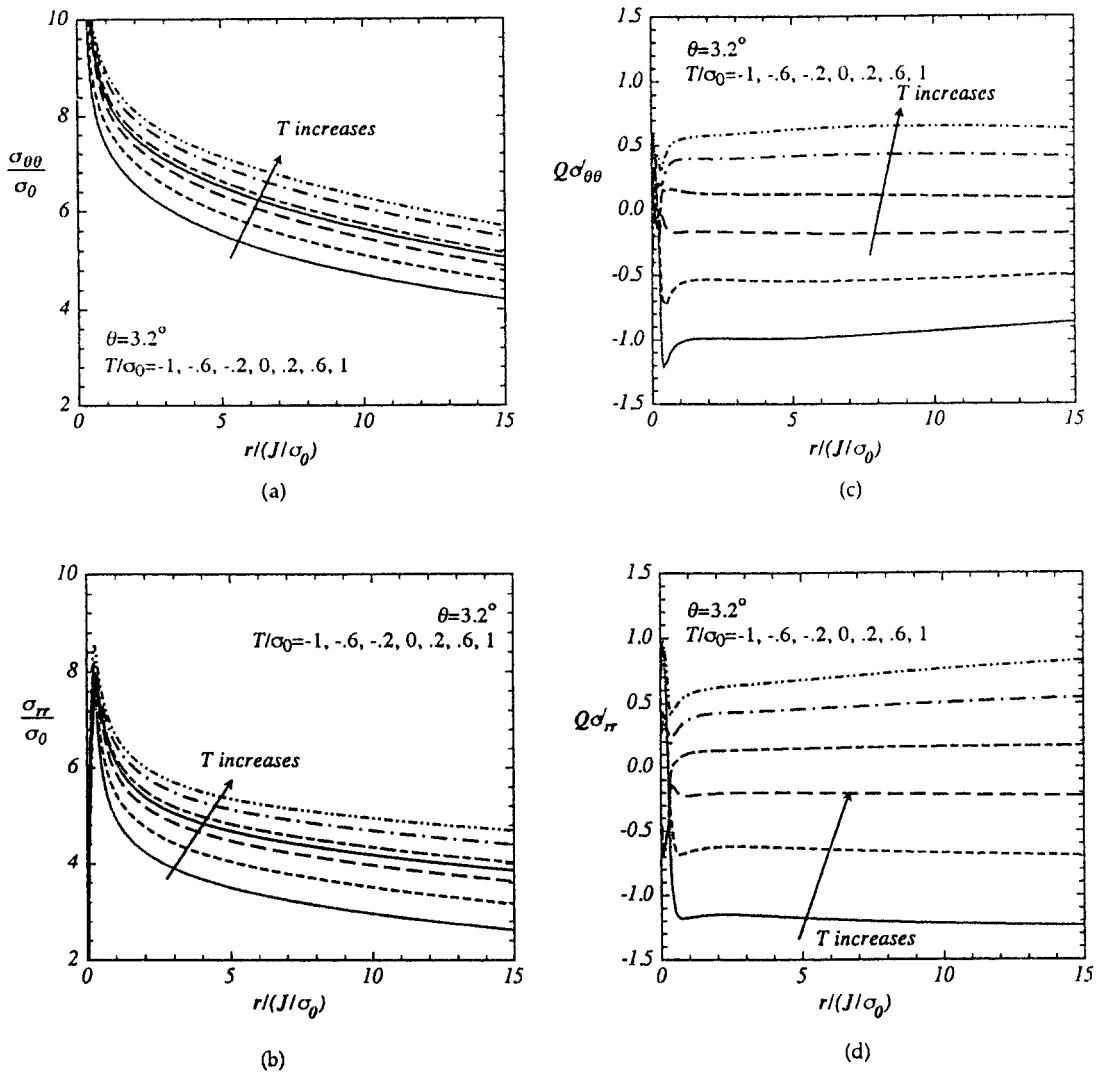 10
8
6
4
2
σθθ
σ0
T increases
θ=3.2°
T/σ0=-1, -.6, -.2, 0, .2, .6, 1
0 5 10 15
r/(J/σ0)
(a)
1.5
1.0
0.5
0.0
-0.5
-1.0
-1.5
Qσ'θθ
θ=3.2°
T/σ0=-1, -.6, -.2, 0, .2, .6, 1
T increases
0 5 10 15
r/(J/σ0)
(c)
10
8
6
4
2
σrr
σ0
θ=3.2°
T/σ0=-1, -.6, -.2, 0, .2, .6, 1
T increases
0 5 10 15
r/(J/σ0)
(b)
1.5
1.0
0.5
0.0
-0.5
-1.0
-1.5
Qσ'rr
θ=3.2°
T/σ0=-1, -.6, -.2, 0, .2, .6, 1
T increases
0 5 10 15
r/(J/σ0)
(d)